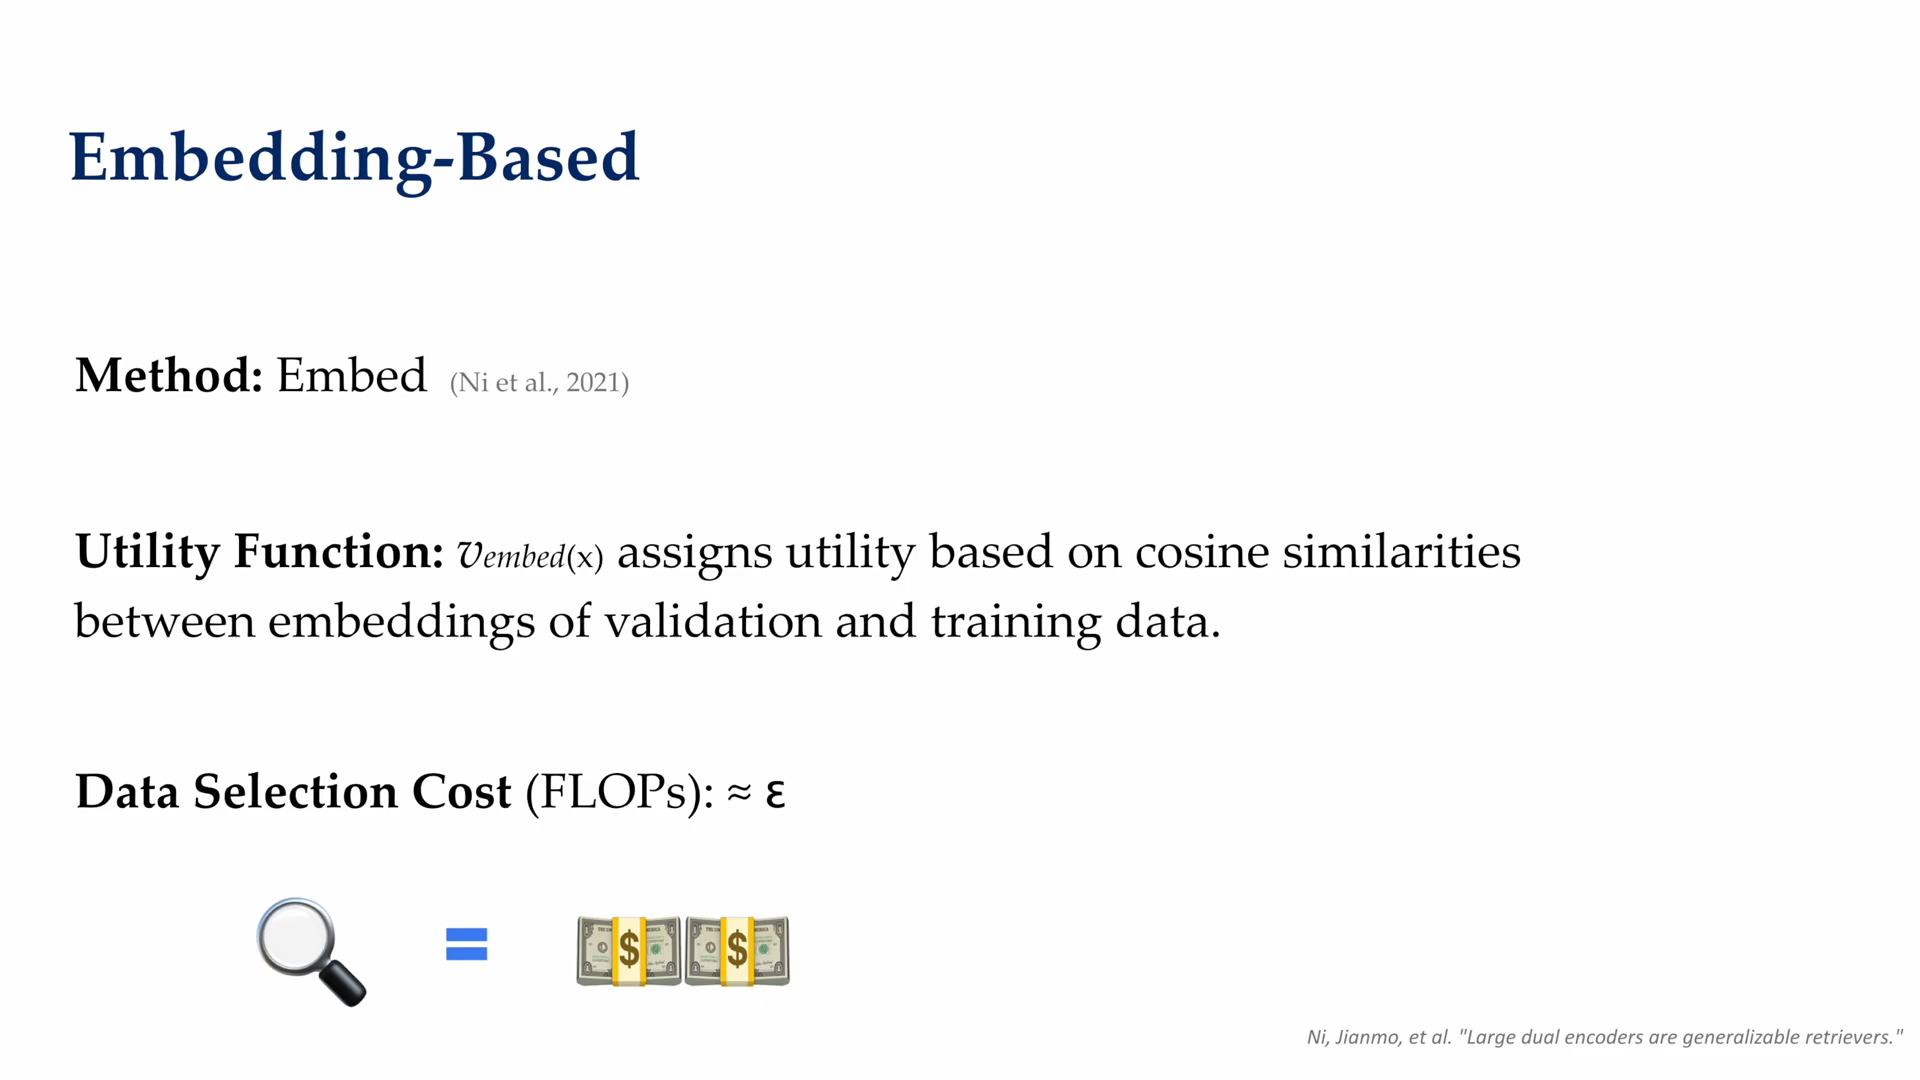 Embedding-Based
Method: Embed (Ni et al., 2021)
Utility Function: vembed(x) assigns utility based on cosine similarities
between embeddings of validation and training data.
Data Selection Cost (FLOPs): ≈ ε
= $ $
Ni, Jianmo, et al. "Large dual encoders are generalizable retrievers."